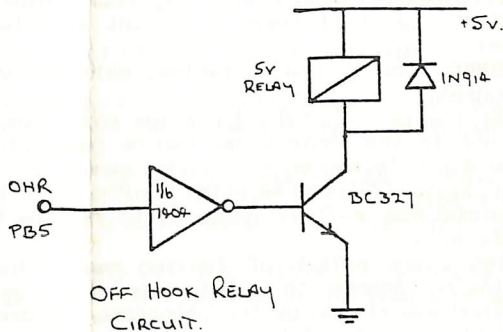 +5v.
5v
RELAY
1N914
OHR
PB5
1/6
7404
BC327
OFF HOOK RELAY
CIRCUIT.